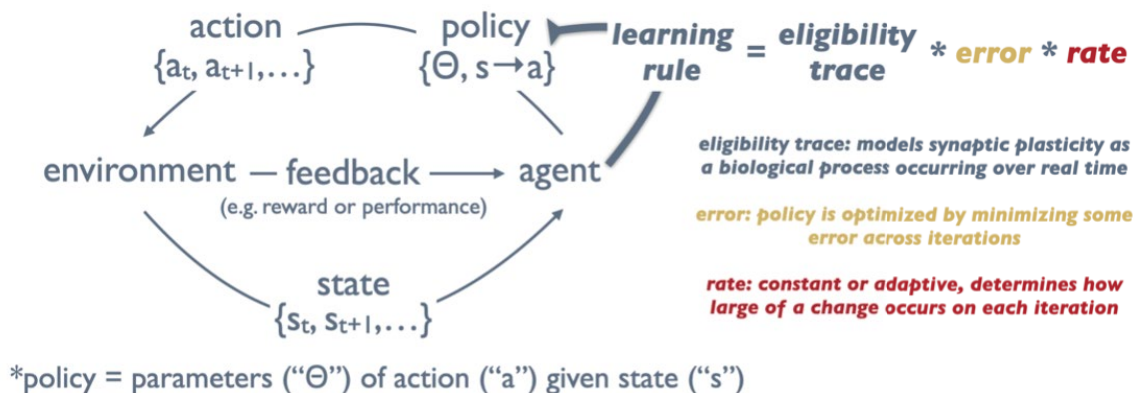 action
{at, at+1,…}
policy
{Θ, s→a}
learning
rule
=
eligibility
trace
* error * rate
environment
feedback
(e.g. reward or performance)
agent
state
{st, st+1,…}
eligibility trace: models synaptic plasticity as
a biological process occurring over real time
error: policy is optimized by minimizing some
error across iterations
rate: constant or adaptive, determines how
large of a change occurs on each iteration
*policy = parameters (“Θ”) of action (“a”) given state (“s”)